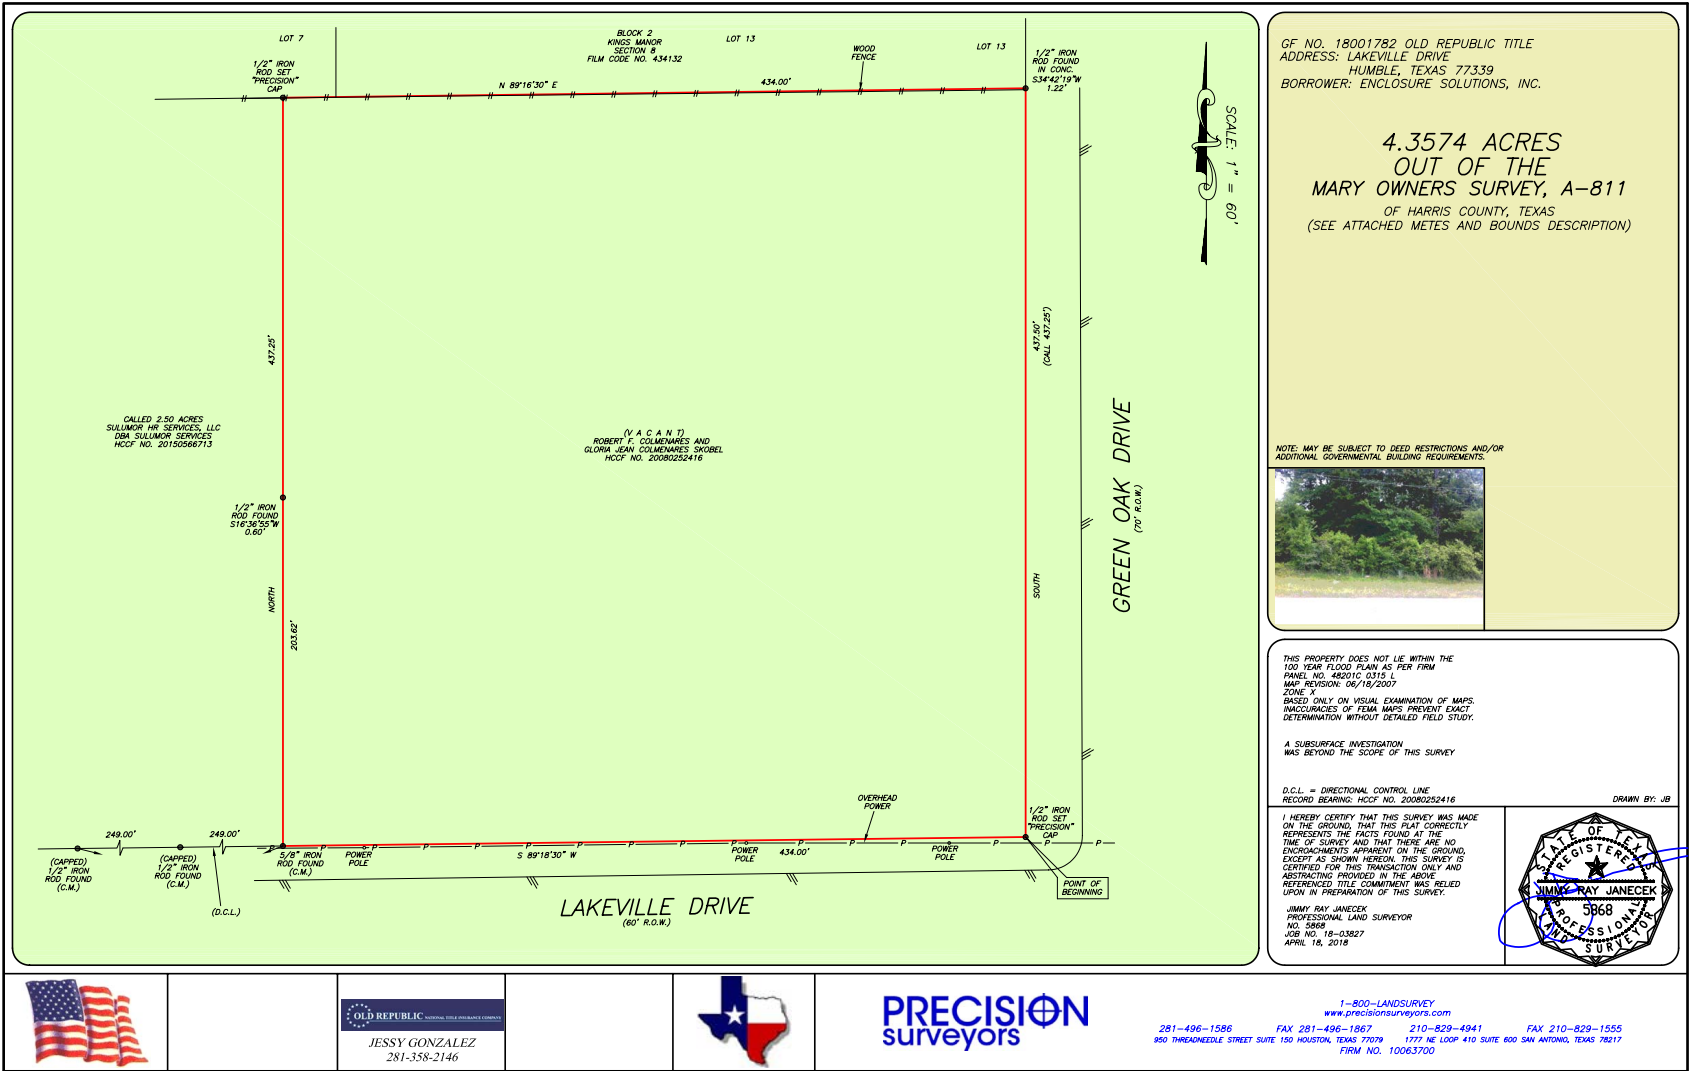 LOT 7
BLOCK 2
KINGS MANOR
SECTION 8
FILM CODE NO. 434132
LOT 13
WOOD
FENCE
LOT 13
1/2" IRON
ROD FOUND
IN CONC.
S34°42'19"W
1.22'
1/2" IRON
ROD SET
"PRECISION"
CAP
N 89°16'30" E
434.00'
SCALE: 1" = 60'
437.25'
437.50'
(CALL 437.25')
CALLED 2.50 ACRES
SULUMOR HR SERVICES, LLC
DBA SULUMOR SERVICES
HCCF NO. 20150566713
(V A C A N T)
ROBERT F. COLMENARES AND
GLORIA JEAN COLMENARES SKOBEL
HCCF NO. 20080252416
GREEN OAK DRIVE
(70' R.O.W.)
1/2" IRON
ROD FOUND
S16°36'55"W
0.60'
NORTH
203.62'
SOUTH
OVERHEAD
POWER
1/2" IRON
ROD SET
"PRECISION"
CAP
249.00'
249.00'
(CAPPED)
1/2" IRON
ROD FOUND
(C.M.)
(CAPPED)
1/2" IRON
ROD FOUND
(C.M.)
5/8" IRON
ROD FOUND
(C.M.)
P P P P P P P P P P P P P P P P
POWER
POLE
S 89°18'30" W
POWER
POLE
434.00'
POWER
POLE
POINT OF
BEGINNING
(D.C.L.)
LAKEVILLE DRIVE
(60' R.O.W.)
GF NO. 18001782 OLD REPUBLIC TITLE
ADDRESS: LAKEVILLE DRIVE
HUMBLE, TEXAS 77339
BORROWER: ENCLOSURE SOLUTIONS, INC.
4.3574 ACRES
OUT OF THE
MARY OWNERS SURVEY, A-811
OF HARRIS COUNTY, TEXAS
(SEE ATTACHED METES AND BOUNDS DESCRIPTION)
NOTE: MAY BE SUBJECT TO DEED RESTRICTIONS AND/OR
ADDITIONAL GOVERNMENTAL BUILDING REQUIREMENTS.
THIS PROPERTY DOES NOT LIE WITHIN THE
100 YEAR FLOOD PLAIN AS PER FIRM
PANEL NO. 48201C 0315 L
MAP REVISION: 06/18/2007
ZONE X
BASED ONLY ON VISUAL EXAMINATION OF MAPS.
INACCURACIES OF FEMA MAPS PREVENT EXACT
DETERMINATION WITHOUT DETAILED FIELD STUDY.
A SUBSURFACE INVESTIGATION
WAS BEYOND THE SCOPE OF THIS SURVEY
D.C.L. = DIRECTIONAL CONTROL LINE
RECORD BEARING: HCCF NO. 20080252416
DRAWN BY: JB
I HEREBY CERTIFY THAT THIS SURVEY WAS MADE
ON THE GROUND, THAT THIS PLAT CORRECTLY
REPRESENTS THE FACTS FOUND AT THE
TIME OF SURVEY AND THAT THERE ARE NO
ENCROACHMENTS APPARENT ON THE GROUND,
EXCEPT AS SHOWN HEREON. THIS SURVEY IS
CERTIFIED FOR THIS TRANSACTION ONLY AND
ABSTRACTING PROVIDED IN THE ABOVE
REFERENCED TITLE COMMITMENT WAS RELIED
UPON IN PREPARATION OF THIS SURVEY.
JIMMY RAY JANECEK
PROFESSIONAL LAND SURVEYOR
NO. 5868
JOB NO. 18-03827
APRIL 18, 2018
STATE OF TEXAS
REGISTERED
JIMMY RAY JANECEK
5868
PROFESSIONAL
LAND SURVEYOR
OLD REPUBLIC NATIONAL TITLE INSURANCE COMPANY
JESSY GONZALEZ
281-358-2146
PRECISION
surveyors
1-800-LANDSURVEY
www.precisionsurveyors.com
281-496-1586 FAX 281-496-1867 210-829-4941 FAX 210-829-1555
950 THREADNEEDLE STREET SUITE 150 HOUSTON, TEXAS 77079 1777 NE LOOP 410 SUITE 600 SAN ANTONIO, TEXAS 78217
FIRM NO. 10063700